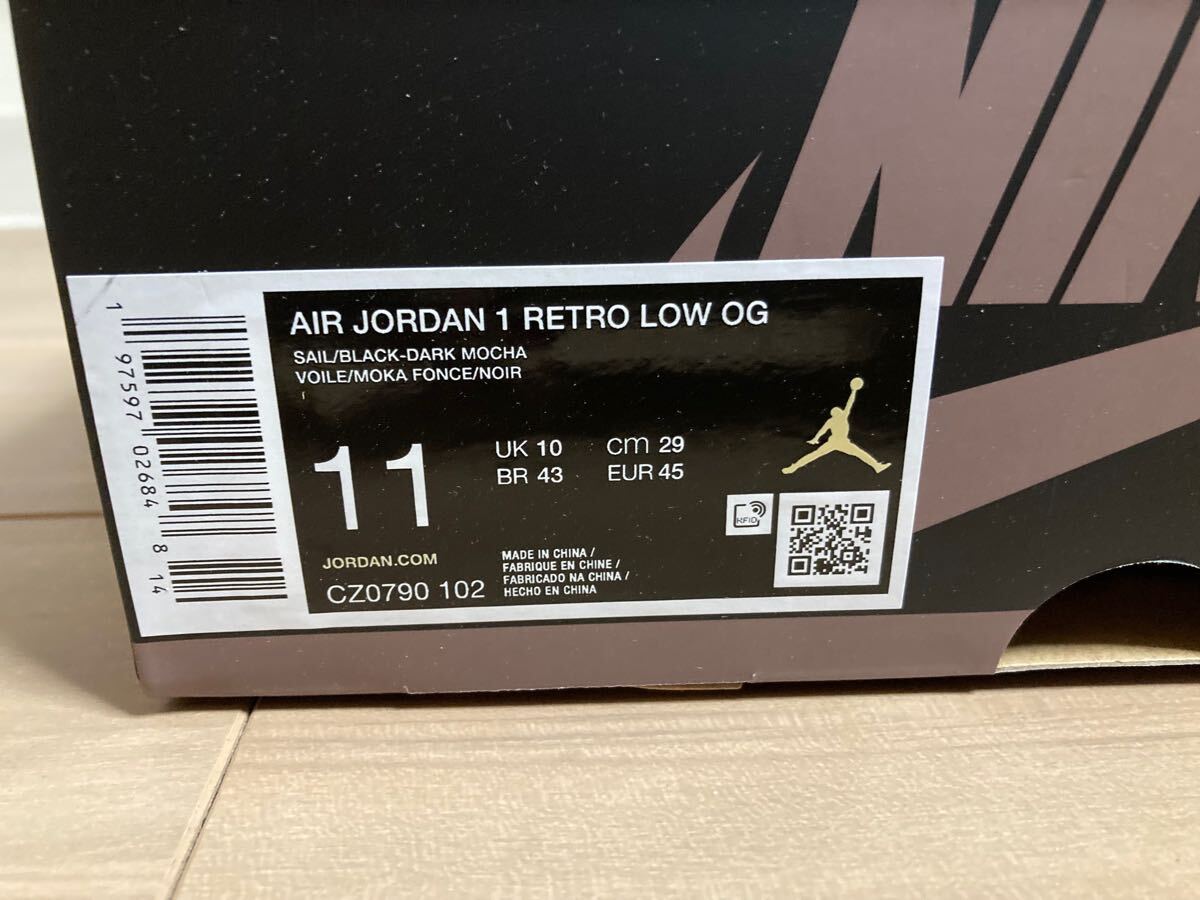 AIR JORDAN 1 RETRO LOW OG
SAIL/BLACK-DARK MOCHA
VOILE/MOKA FONCE/NOIR
11
UK 10 cm 29
BR 43 EUR 45
RFID
JORDAN.COM
CZ0790 102
MADE IN CHINA /
FABRIQUE EN CHINE /
FABRICADO NA CHINA /
HECHO EN CHINA
1 97597 02684 8 14